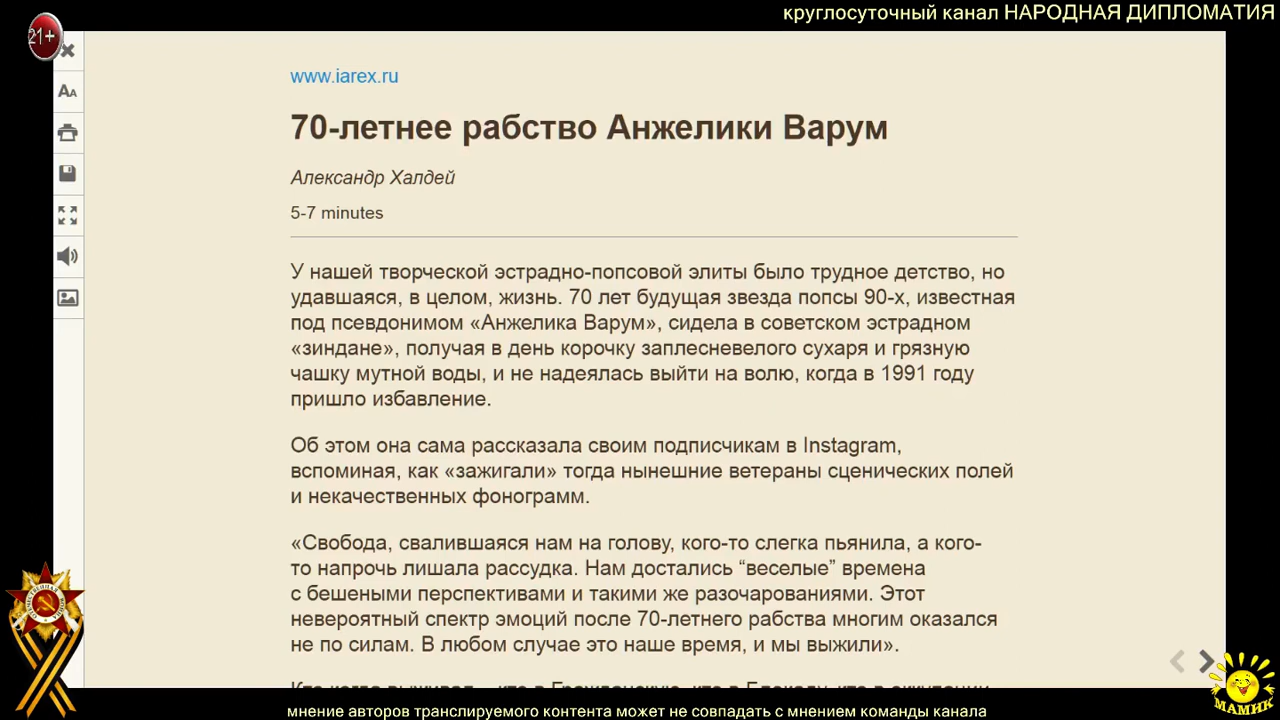 круглосуточный канал НАРОДНАЯ ДИПЛОМАТИЯ
21+
AA
www.iarex.ru
70-летнее рабство Анжелики Варум
Александр Халдей
5-7 minutes
У нашей творческой эстрадно-попсовой элиты было трудное детство, но
удавшаяся, в целом, жизнь. 70 лет будущая звезда попсы 90-х, известная
под псевдонимом «Анжелика Варум», сидела в советском эстрадном
«зиндане», получая в день корочку заплесневелого сухаря и грязную
чашку мутной воды, и не надеялась выйти на волю, когда в 1991 году
пришло избавление.
Об этом она сама рассказала своим подписчикам в Instagram,
вспоминая, как «зажигали» тогда нынешние ветераны сценических полей
и некачественных фонограмм.
«Свобода, свалившаяся нам на голову, кого-то слегка пьянила, а кого-
то напрочь лишала рассудка. Нам достались “веселые” времена
с бешеными перспективами и такими же разочарованиями. Этот
невероятный спектр эмоций после 70-летнего рабства многим оказался
не по силам. В любом случае это наше время, и мы выжили».
МАМИК
мнение авторов транслируемого контента может не совпадать с мнением команды канала